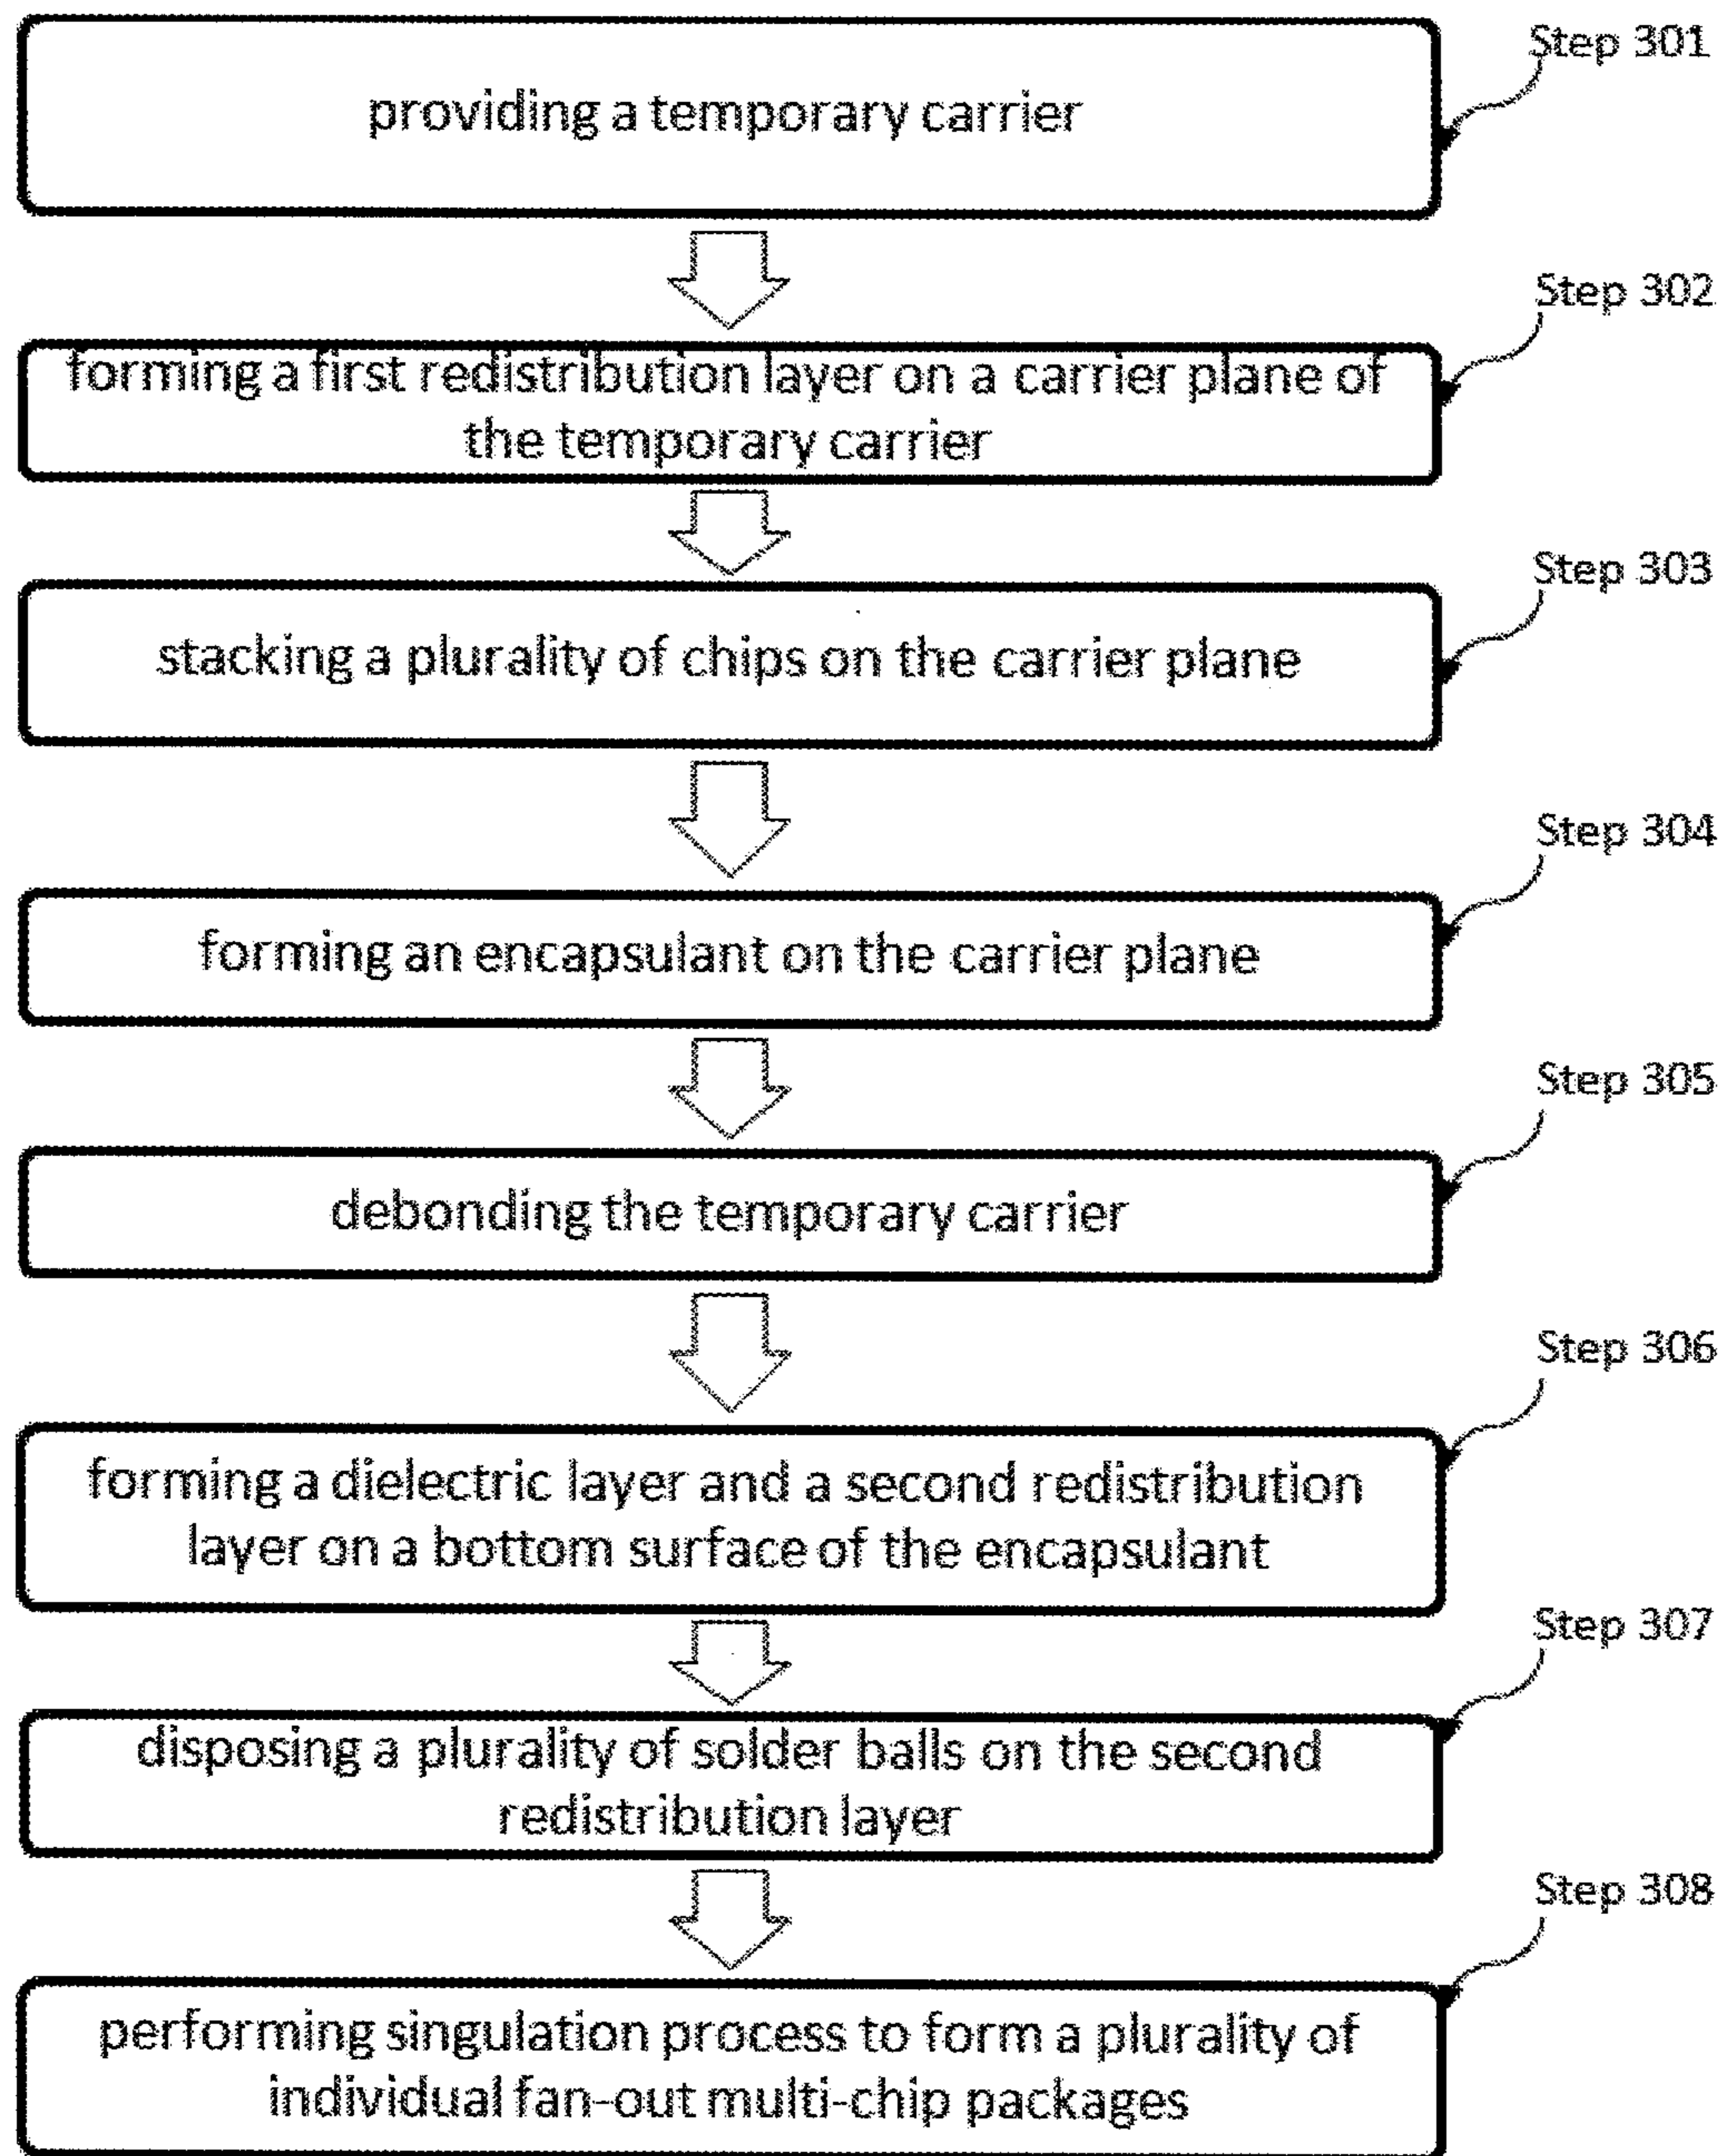 Step 301
providing a temporary carrier
Step 302
forming a first redistribution layer on a carrier plane of
the temporary carrier
Step 303
stacking a plurality of chips on the carrier plane
Step 304
forming an encapsulant on the carrier plane
Step 305
debonding the temporary carrier
Step 306
forming a dielectric layer and a second redistribution
layer on a bottom surface of the encapsulant
Step 307
disposing a plurality of solder balls on the second
redistribution layer
Step 308
performing singulation process to form a plurality of
individual fan-out multi-chip packages